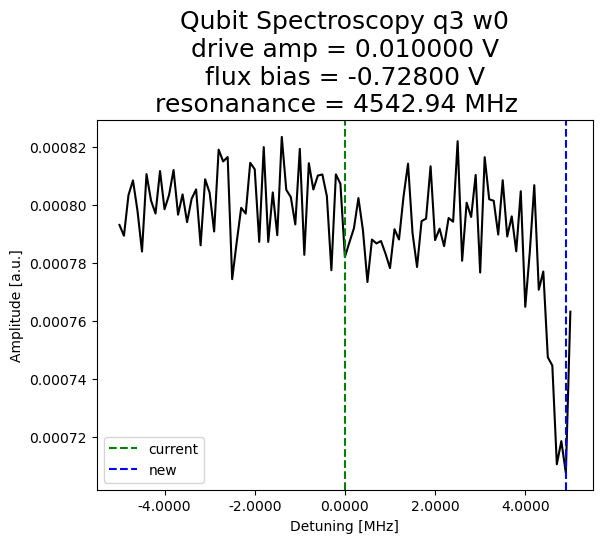 Qubit Spectroscopy q3 w0
drive amp = 0.010000 V
flux bias = -0.72800 V
resonanance = 4542.94 MHz
0.00082
0.00080
0.00078
0.00076
0.00074
0.00072
Amplitude [a.u.]
current
new
-4.0000 -2.0000 0.0000 2.0000 4.0000
Detuning [MHz]